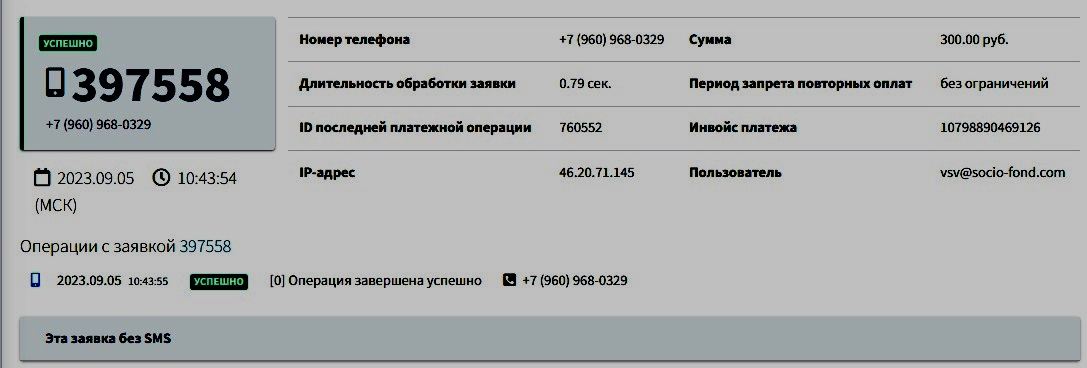 УСПЕШНО
397558
+7 (960) 968-0329
2023.09.05 10:43:54
(МСК)
Номер телефона +7 (960) 968-0329 Сумма 300.00 руб.
Длительность обработки заявки 0.79 сек. Период запрета повторных оплат без ограничений
ID последней платежной операции 760552 Инвойс платежа 10798890469126
IP-адрес 46.20.71.145 Пользователь vsv@socio-fond.com
Операции с заявкой 397558
2023.09.05 10:43:55 УСПЕШНО [0] Операция завершена успешно +7 (960) 968-0329
Эта заявка без SMS